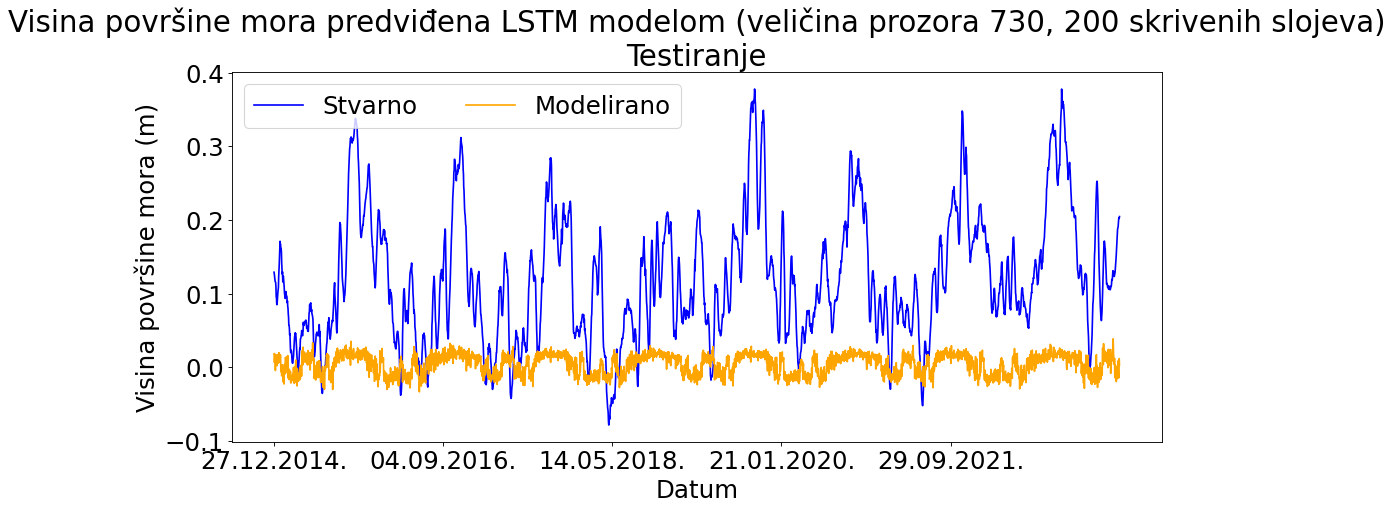 Visina površine mora predviđena LSTM modelom (veličina prozora 730, 200 skrivenih slojeva)
Testiranje
Stvarno
Modelirano
Visina površine mora (m)
0.4
0.3
0.2
0.1
0.0
−0.1
27.12.2014.
04.09.2016.
14.05.2018.
21.01.2020.
29.09.2021.
Datum